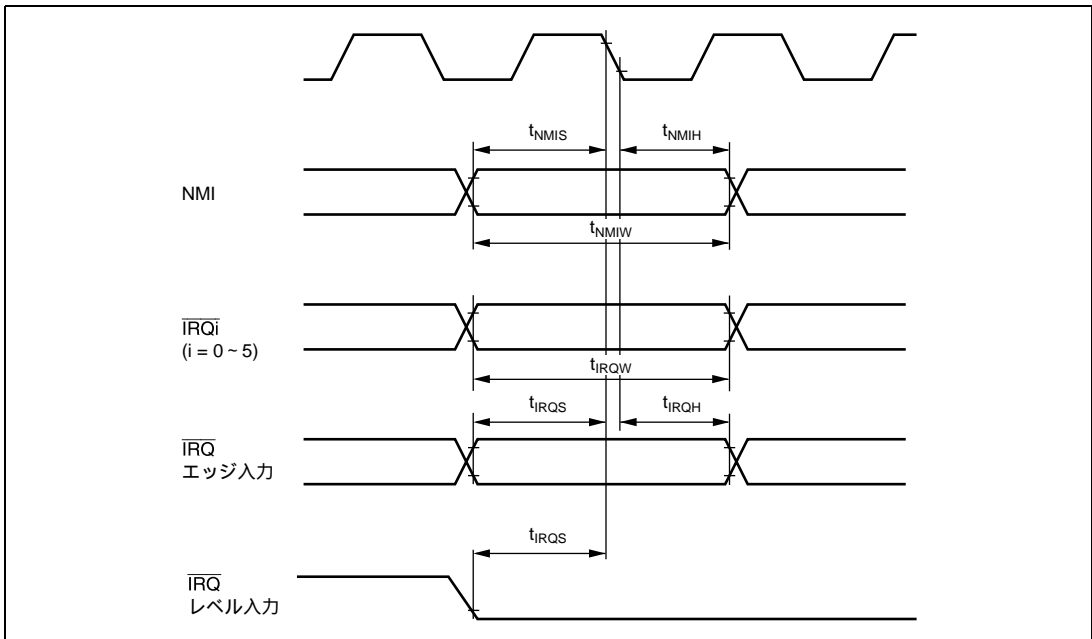 tNMIS
tNMIH
NMI
tNMIW
IRQi
(i = 0 ~ 5)
tIRQW
tIRQS
tIRQH
IRQ
エッジ入力
tIRQS
IRQ
レベル入力